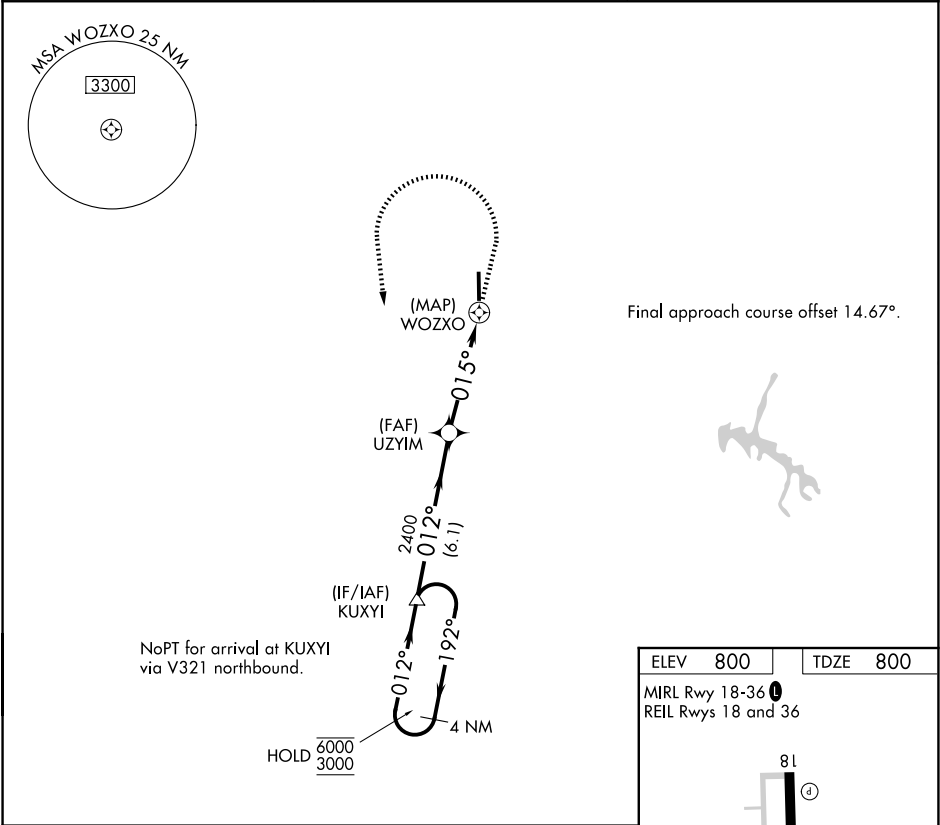 MSA WOZXO 25 NM
3300
(MAP)
WOZXO
Final approach course offset 14.67°.
015°
(FAF)
UZYIM
2400
012°
(6.1)
(IF/IAF)
KUXYI
NoPT for arrival at KUXYI
via V321 northbound.
012°
192°
4 NM
HOLD 6000
3000
ELEV 800 TDZE 800
MIRL Rwy 18-36 L
REIL Rwys 18 and 36
18
P